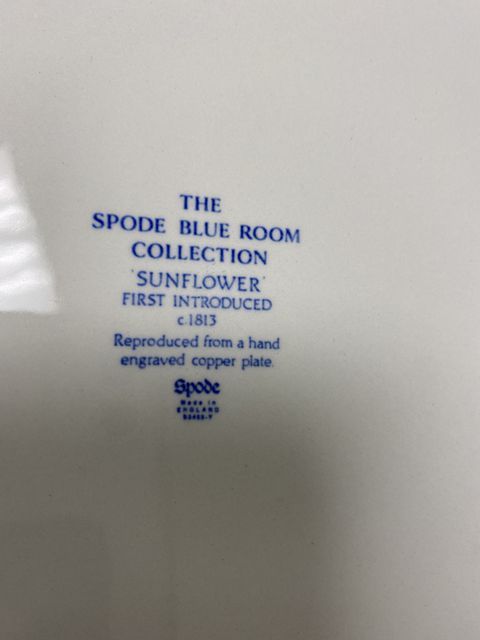 THE
SPODE BLUE ROOM
COLLECTION
'SUNFLOWER'
FIRST INTRODUCED
c.1813
Reproduced from a hand
engraved copper plate.
Spode
Made in
ENGLAND